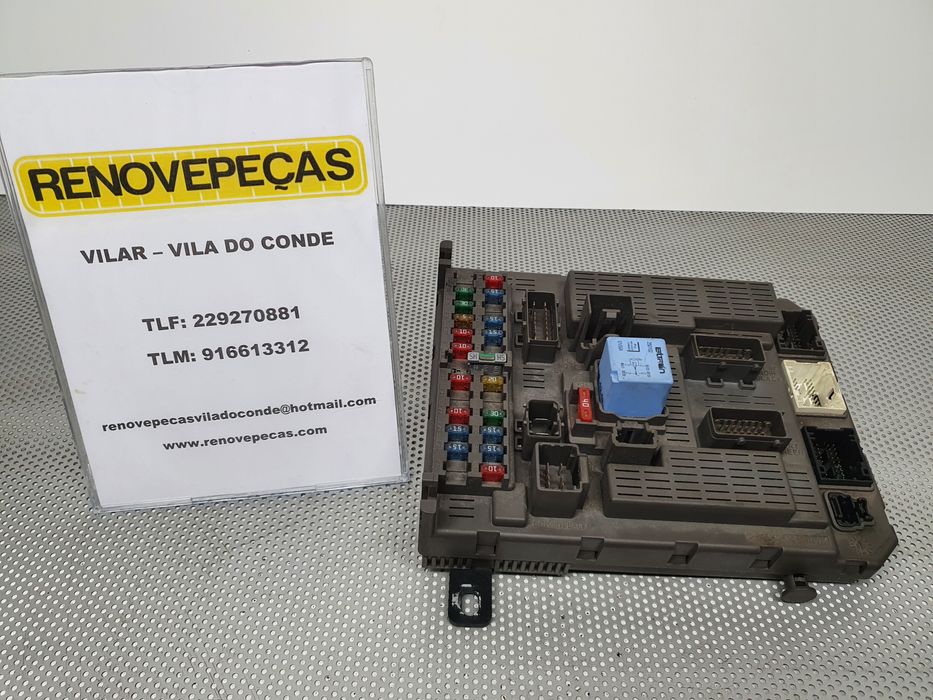 RENOVEPEÇAS
VILAR – VILA DO CONDE
TLF: 229270881
TLM: 916613312
renovepecasviladoconde@hotmail.com
www.renovepecas.com